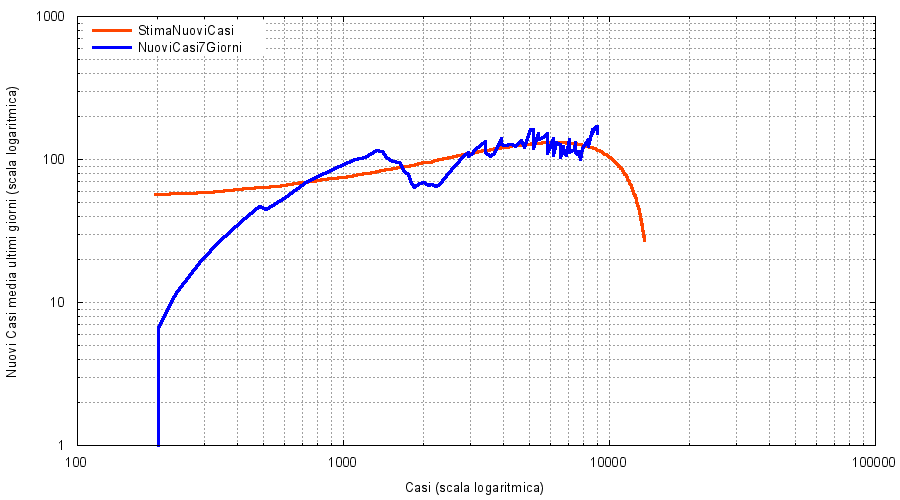 1000
StimaNuoviCasi
NuoviCasi7Giorni
100
10
1
100
1000
10000
100000
Nuovi Casi media ultimi giorni (scala logaritmica)
Casi (scala logaritmica)